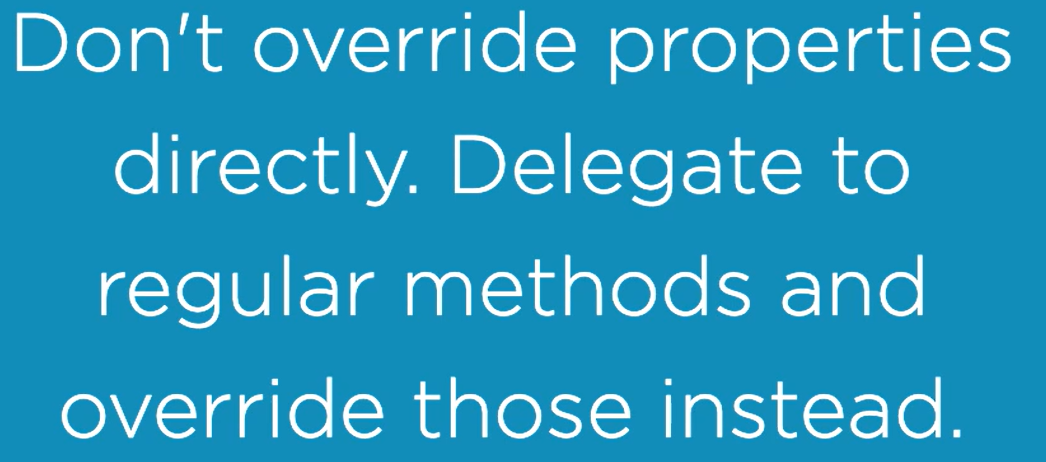 Don't override properties
directly. Delegate to
regular methods and
override those instead.